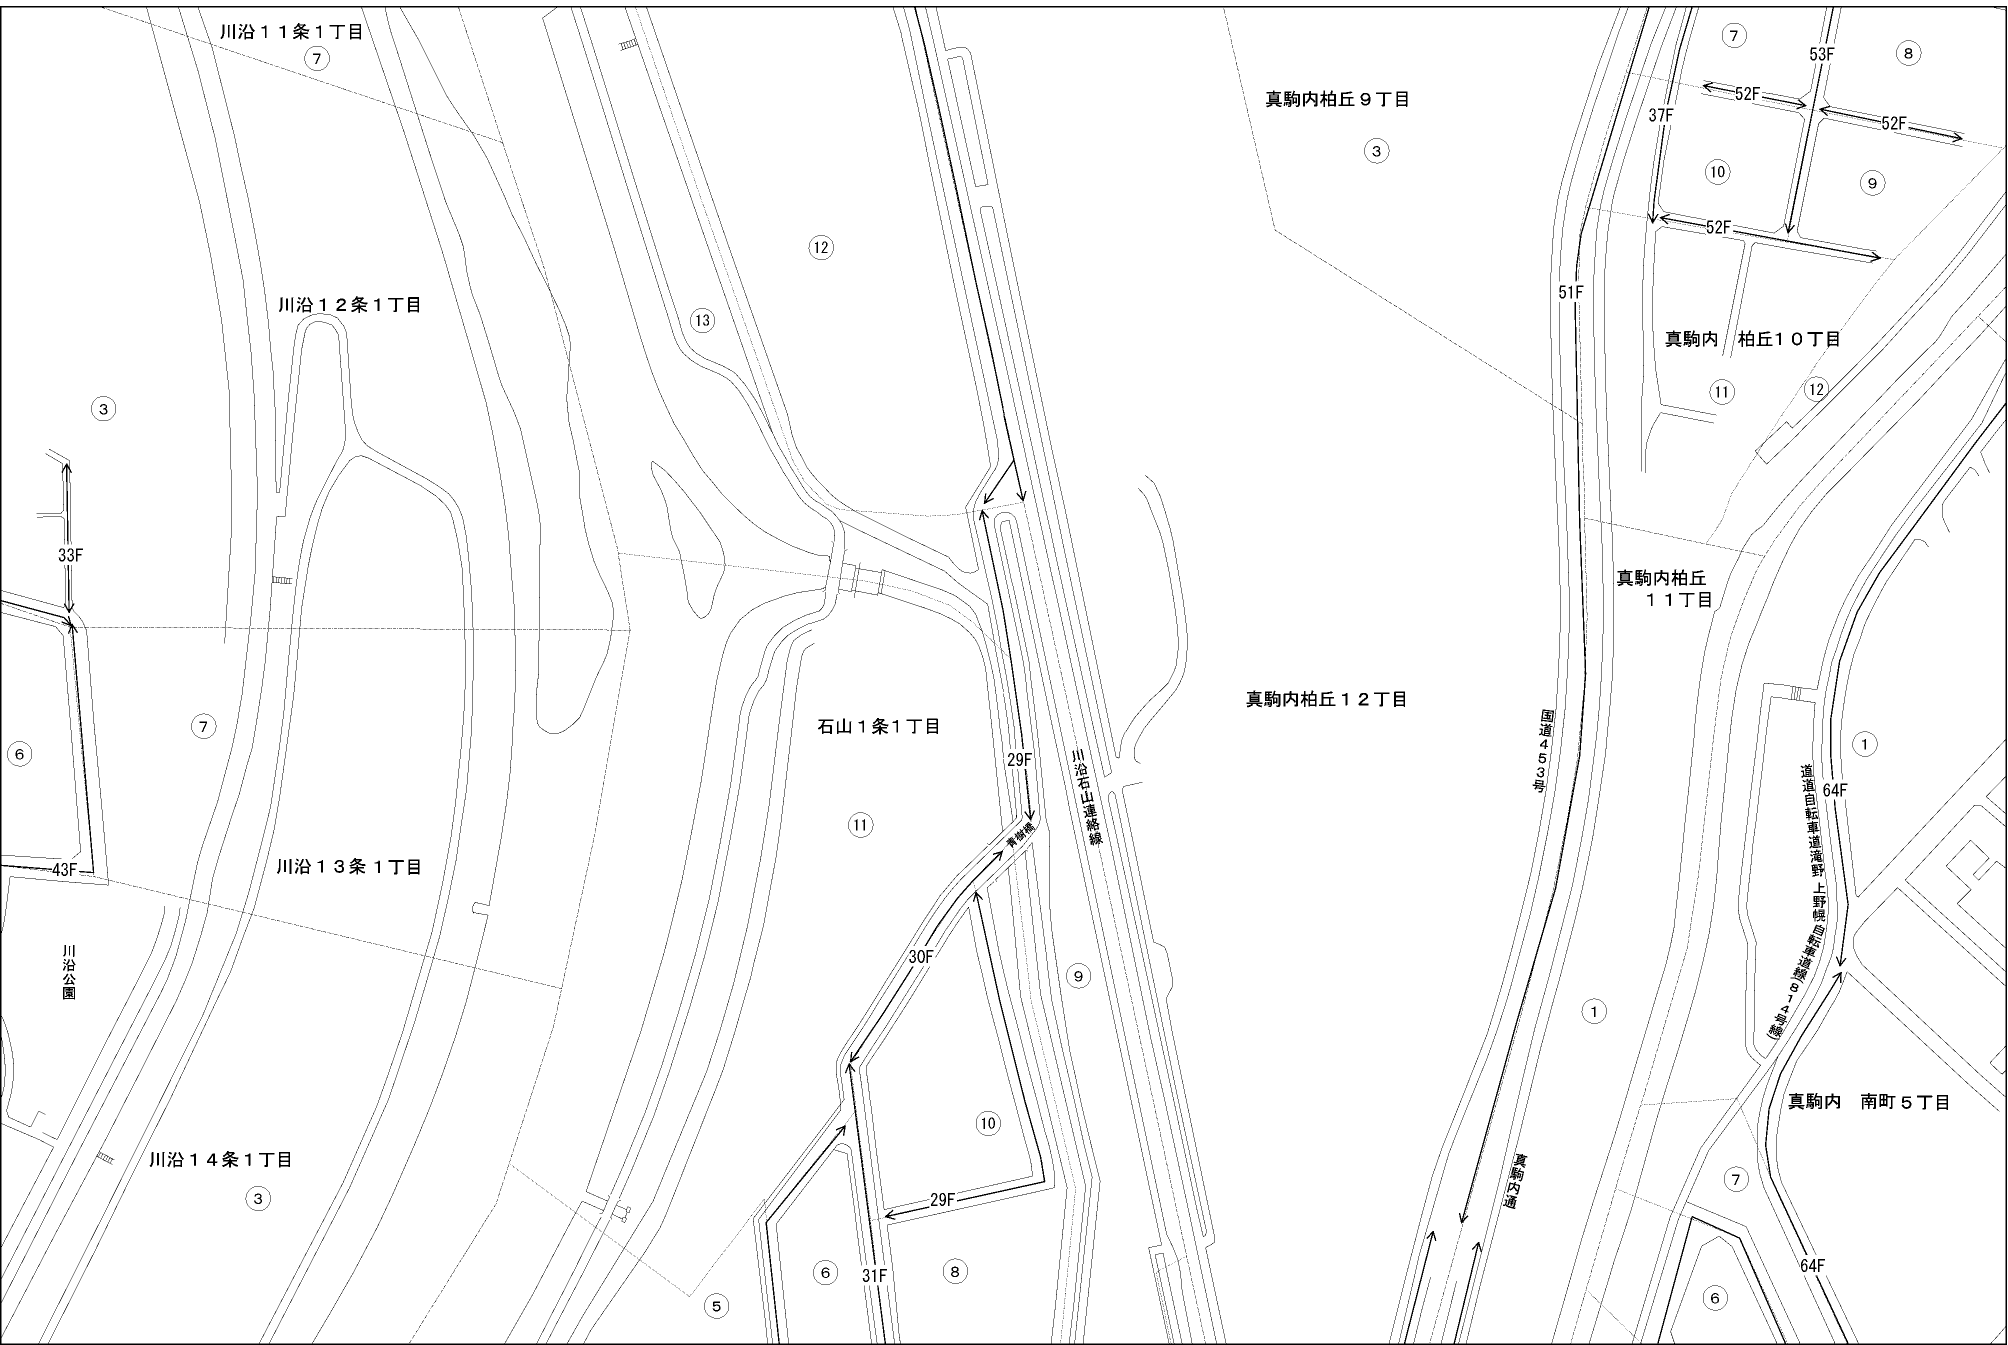 川沿１１条１丁目
⑦
真駒内柏丘９丁目
③
⑦
53F
⑧
52F
37F
52F
⑩
⑨
52F
⑫
51F
川沿１２条１丁目
⑬
真駒内　柏丘１０丁目
⑪
⑫
③
33F
真駒内柏丘
１１丁目
⑦
⑥
石山１条１丁目
真駒内柏丘１２丁目
29F
川沿石山連絡線
国道４５３号
①
64F
道道自転車道滝野上野幌自転車道線(８１４号線)
⑪
青樹橋
43F
川沿１３条１丁目
川沿公園
30F
⑨
①
真駒内　南町５丁目
⑩
川沿１４条１丁目
③
真駒内通
⑦
29F
31F
⑥
⑧
⑤
64F
⑥